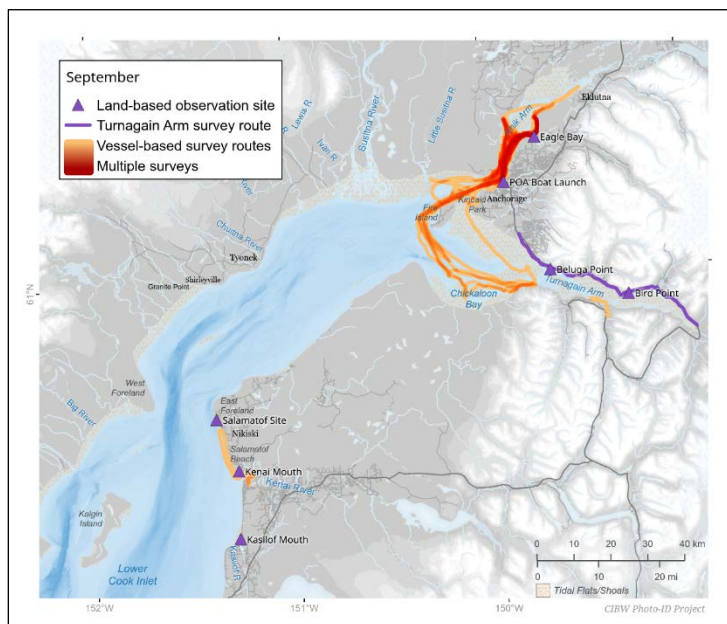 September
Land-based observation site
Turnagain Arm survey route
Vessel-based survey routes
Multiple surveys
Lewis R.
Ivan R.
Susitna River
Little Susitna R.
Knik Arm
Eklutna
Eagle Bay
POA Boat Launch
Kincaid
Park
Anchorage
Fire
Island
River
Chuitna River
Tyonek
Shirleyville
Granite Point
Beluga Point
Turnagain Arm
Bird Point
Chickaloon
Bay
61°N
West
Foreland
Big River
East
Foreland
Salamatof Site
Nikiski
Salamatof
Beach
Kenai Mouth
Kenai River
Kalgin
Island
Kasilof Mouth
Kasilof R.
Lower
Cook Inlet
0 10 20 30 40 km
0 10 20 mi
Tidal Flats/Shoals
CIBW Photo-ID Project
152°W
151°W
150°W